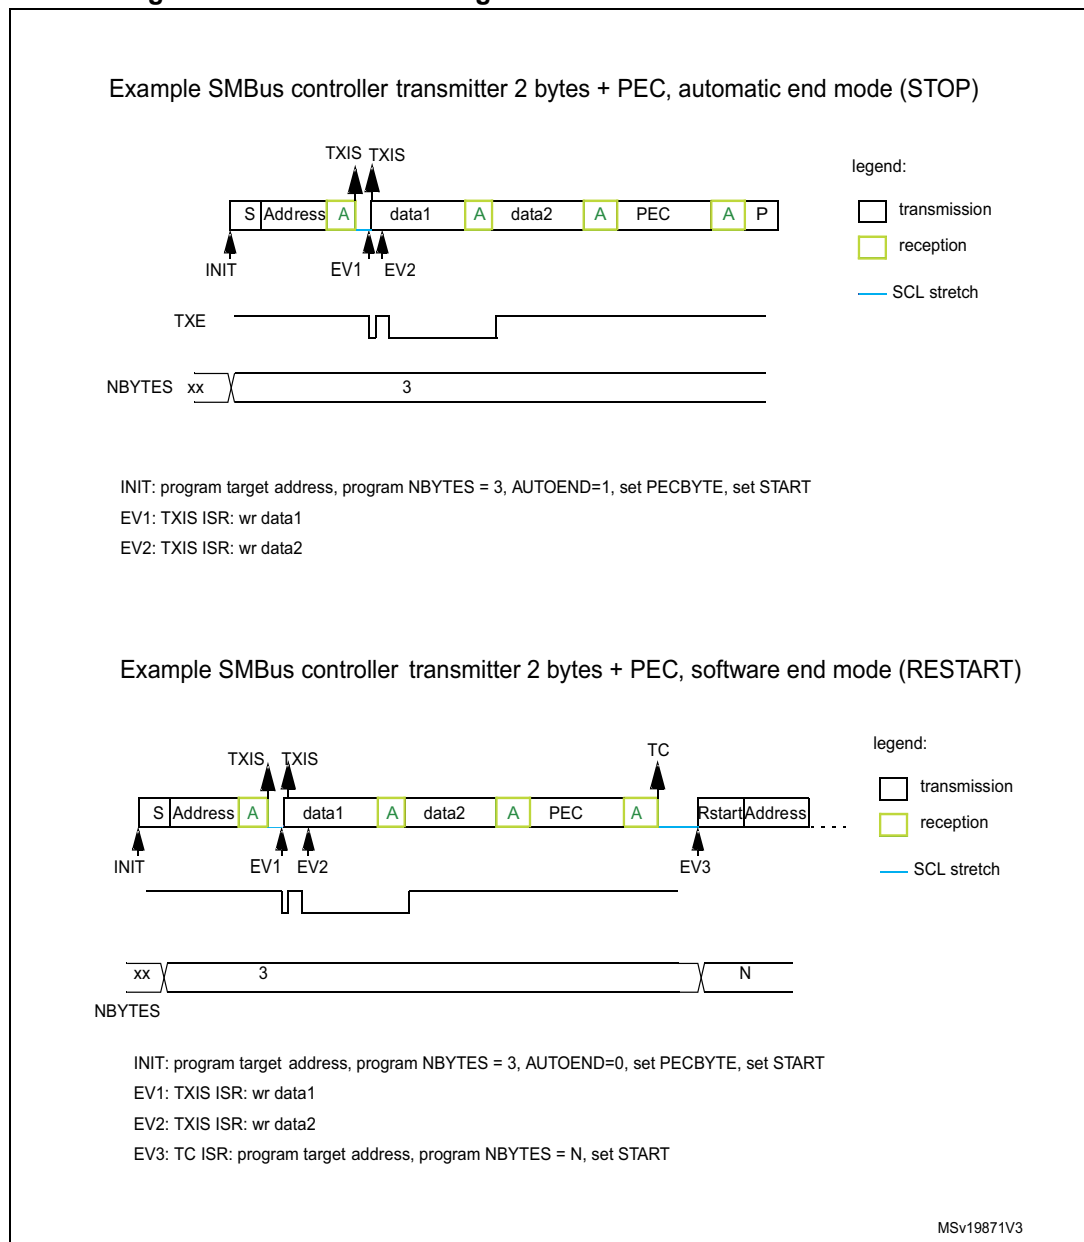 Example SMBus controller transmitter 2 bytes + PEC, automatic end mode (STOP)
TXIS TXIS
legend:
S Address A data1 A data2 A PEC A P
transmission
reception
INIT EV1 EV2
SCL stretch
TXE
NBYTES xx 3
INIT: program target address, program NBYTES = 3, AUTOEND=1, set PECBYTE, set START
EV1: TXIS ISR: wr data1
EV2: TXIS ISR: wr data2
Example SMBus controller transmitter 2 bytes + PEC, software end mode (RESTART)
TXIS TXIS TC
legend:
S Address A data1 A data2 A PEC A Rstart Address
transmission
reception
INIT EV1 EV2 EV3
SCL stretch
xx 3 N
NBYTES
INIT: program target address, program NBYTES = 3, AUTOEND=0, set PECBYTE, set START
EV1: TXIS ISR: wr data1
EV2: TXIS ISR: wr data2
EV3: TC ISR: program target address, program NBYTES = N, set START
MSv19871V3